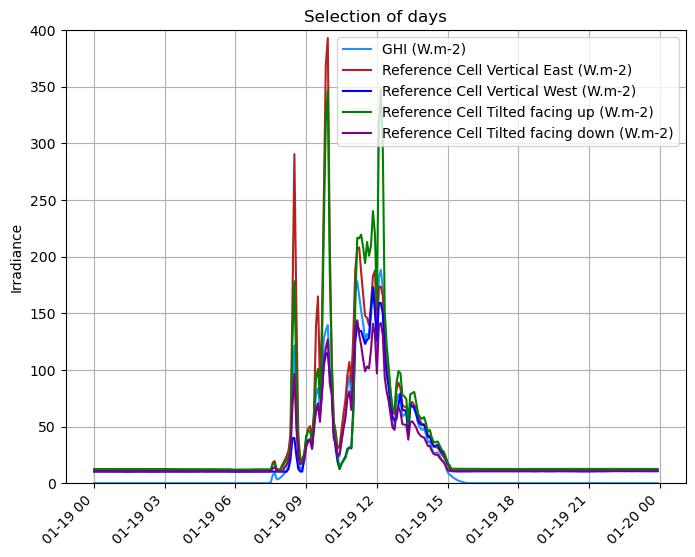 Selection of days
400
350
300
250
200
150
100
50
0
Irradiance
GHI (W.m-2)
Reference Cell Vertical East (W.m-2)
Reference Cell Vertical West (W.m-2)
Reference Cell Tilted facing up (W.m-2)
Reference Cell Tilted facing down (W.m-2)
01-19 00
01-19 03
01-19 06
01-19 09
01-19 12
01-19 15
01-19 18
01-19 21
01-20 00